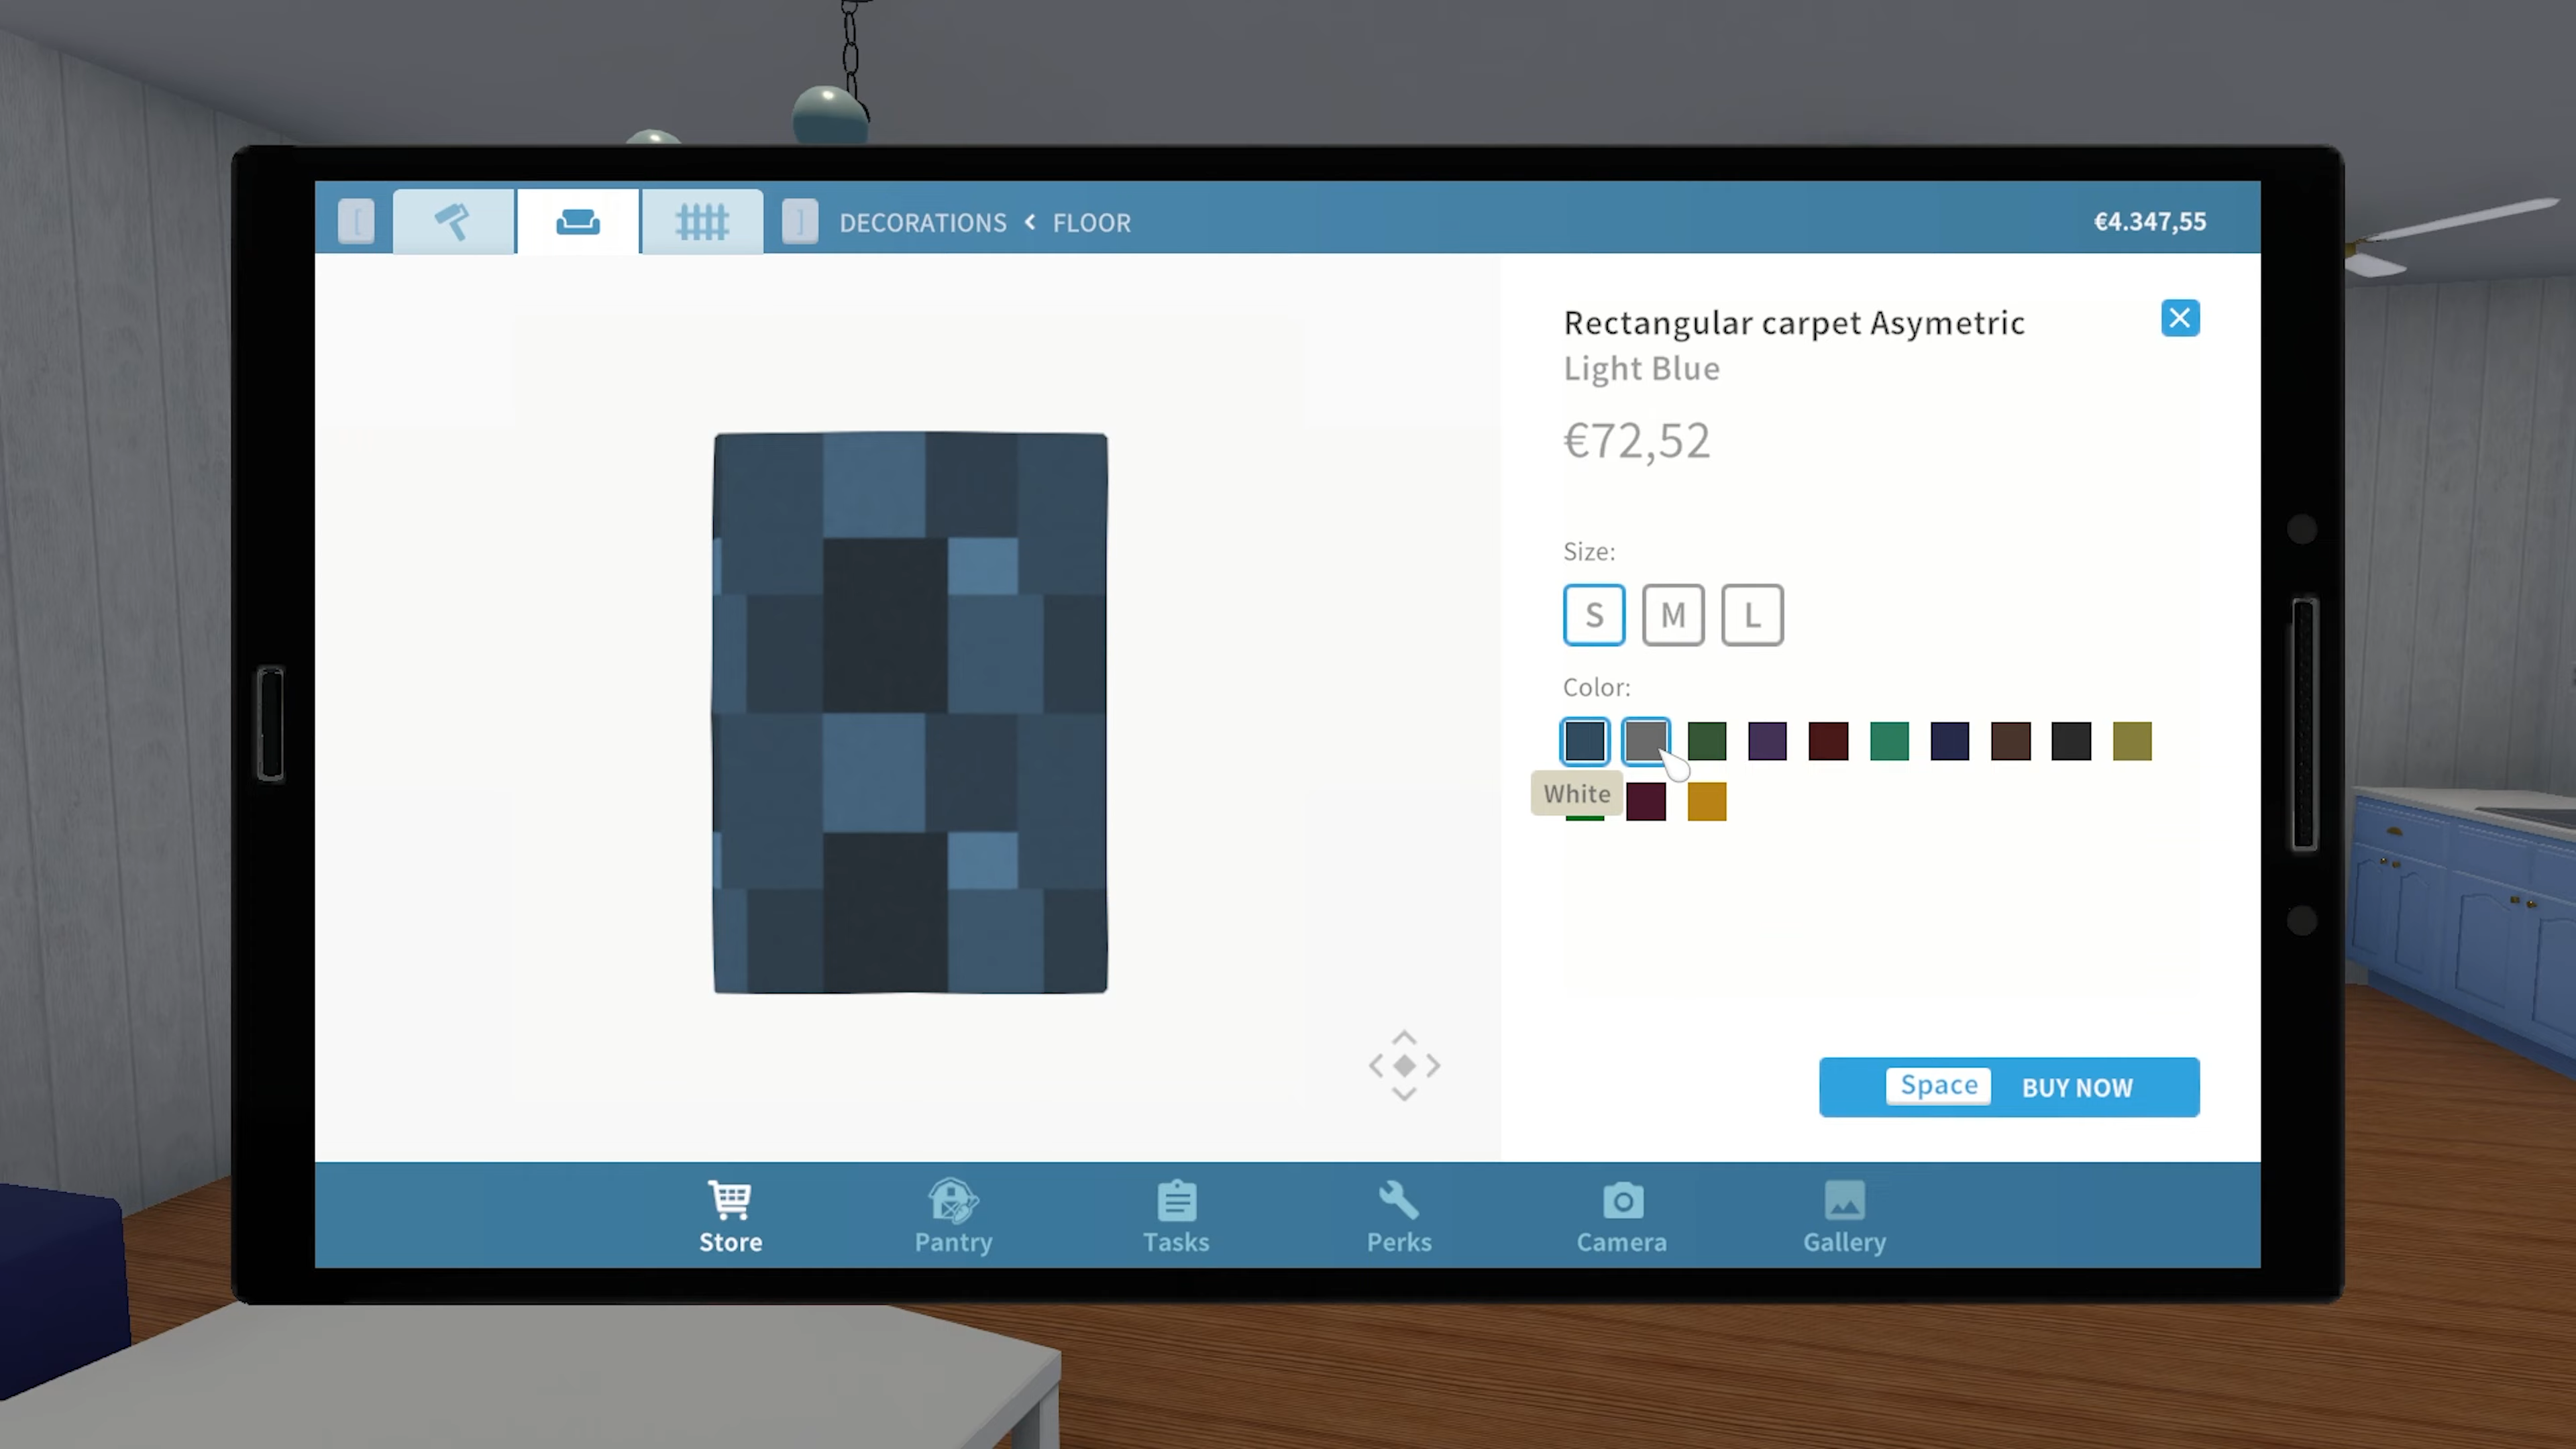 [
]
DECORATIONS < FLOOR
€4.347,55
Rectangular carpet Asymetric
Light Blue
€72,52
Size:
S M L
Color:
White
Space BUY NOW
Store Pantry Tasks Perks Camera Gallery